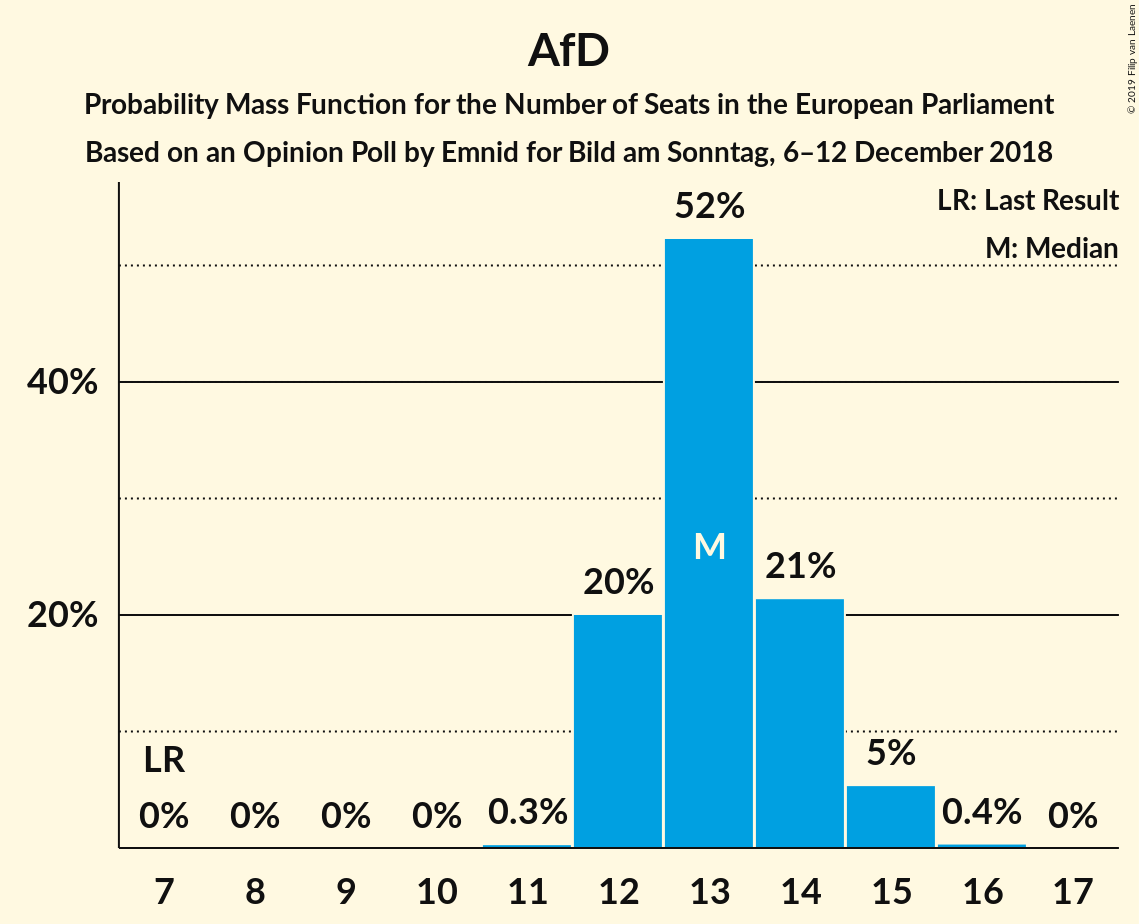 AfD
Probability Mass Function for the Number of Seats in the European Parliament
Based on an Opinion Poll by Emnid for Bild am Sonntag, 6–12 December 2018
© 2019 Filip van Laenen
LR: Last Result
M: Median
52%
40%
M
21%
20%
20%
LR
5%
0%
0%
0%
0%
0.3%
0.4%
0%
7 8 9 10 11 12 13 14 15 16 17